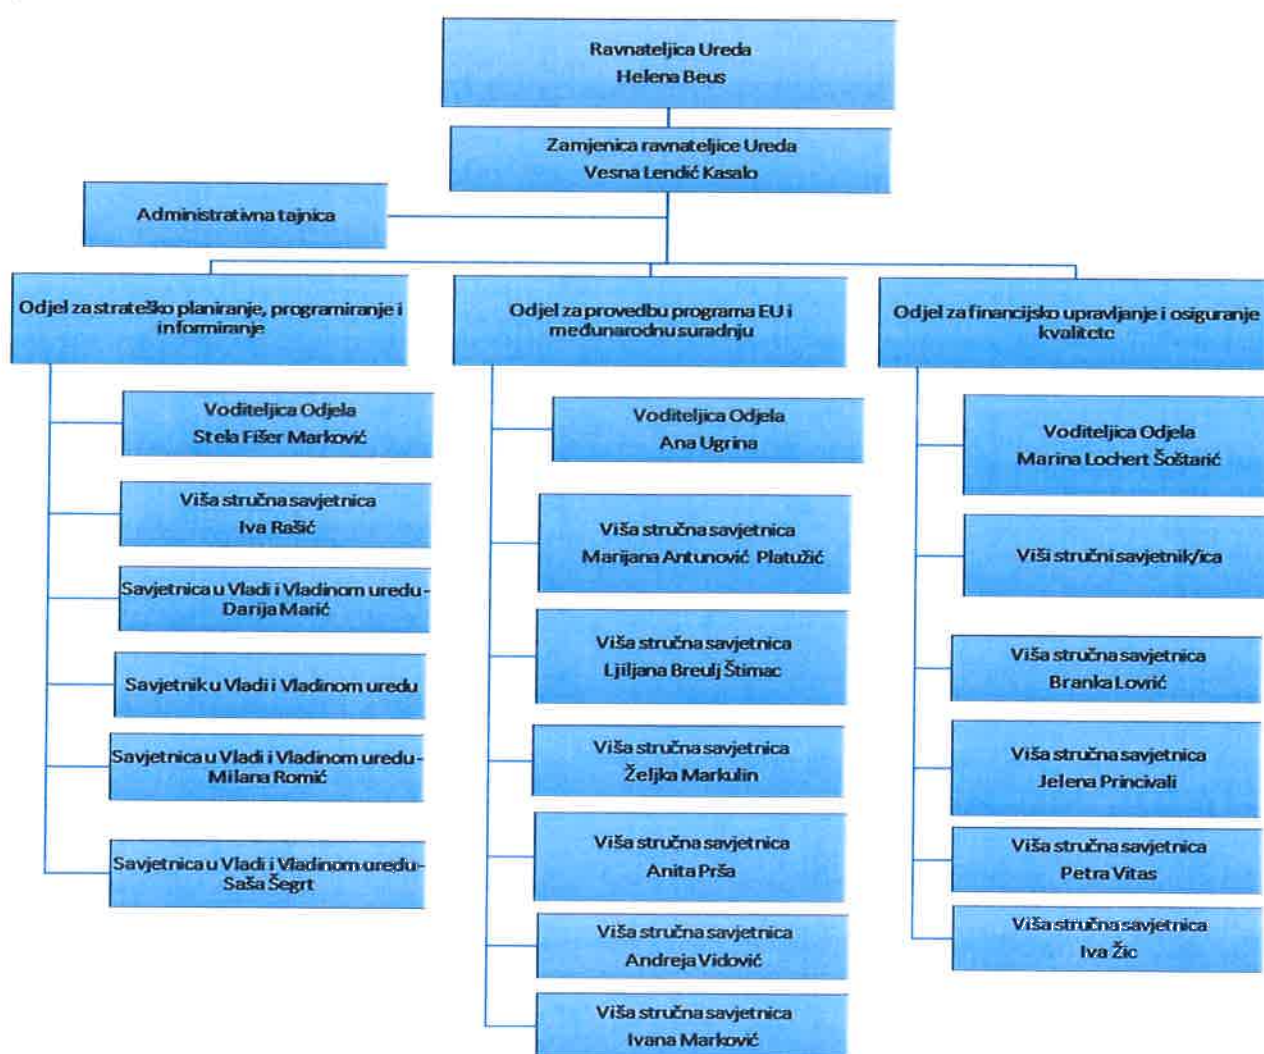 Ravnateljica Ureda
Helena Beus
Zamjenica ravnateljice Ureda
Vesna Lendić Kasalo
Administrativna tajnica
Odjel za strateško planiranje, programiranje i
informiranje
Voditeljica Odjela
Stela Fišer Marković
Viša stručna savjetnica
Iva Rašić
Savjetnica u Vladi i Vladinom uredu-
Darija Marić
Savjetnik u Vladi i Vladinom uredu
Savjetnica u Vladi i Vladinom uredu-
Milana Romić
Savjetnica u Vladi i Vladinom uredu-
Saša Šegrt
Odjel za provedbu programa EU i
međunarodnu suradnju
Voditeljica Odjela
Ana Ugrina
Viša stručna savjetnica
Marijana Antunović Platužić
Viša stručna savjetnica
Ljiljana Breulj Štimac
Viša stručna savjetnica
Željka Markulin
Viša stručna savjetnica
Anita Prša
Viša stručna savjetnica
Andreja Vidović
Viša stručna savjetnica
Ivana Marković
Odjel za financijsko upravljanje i osiguranje
kvalitete
Voditeljica Odjela
Marina Lochert Šoštarić
Viši stručni savjetnik/ica
Viša stručna savjetnica
Branka Lovrić
Viša stručna savjetnica
Jelena Princivali
Viša stručna savjetnica
Petra Vitas
Viša stručna savjetnica
Iva Žic